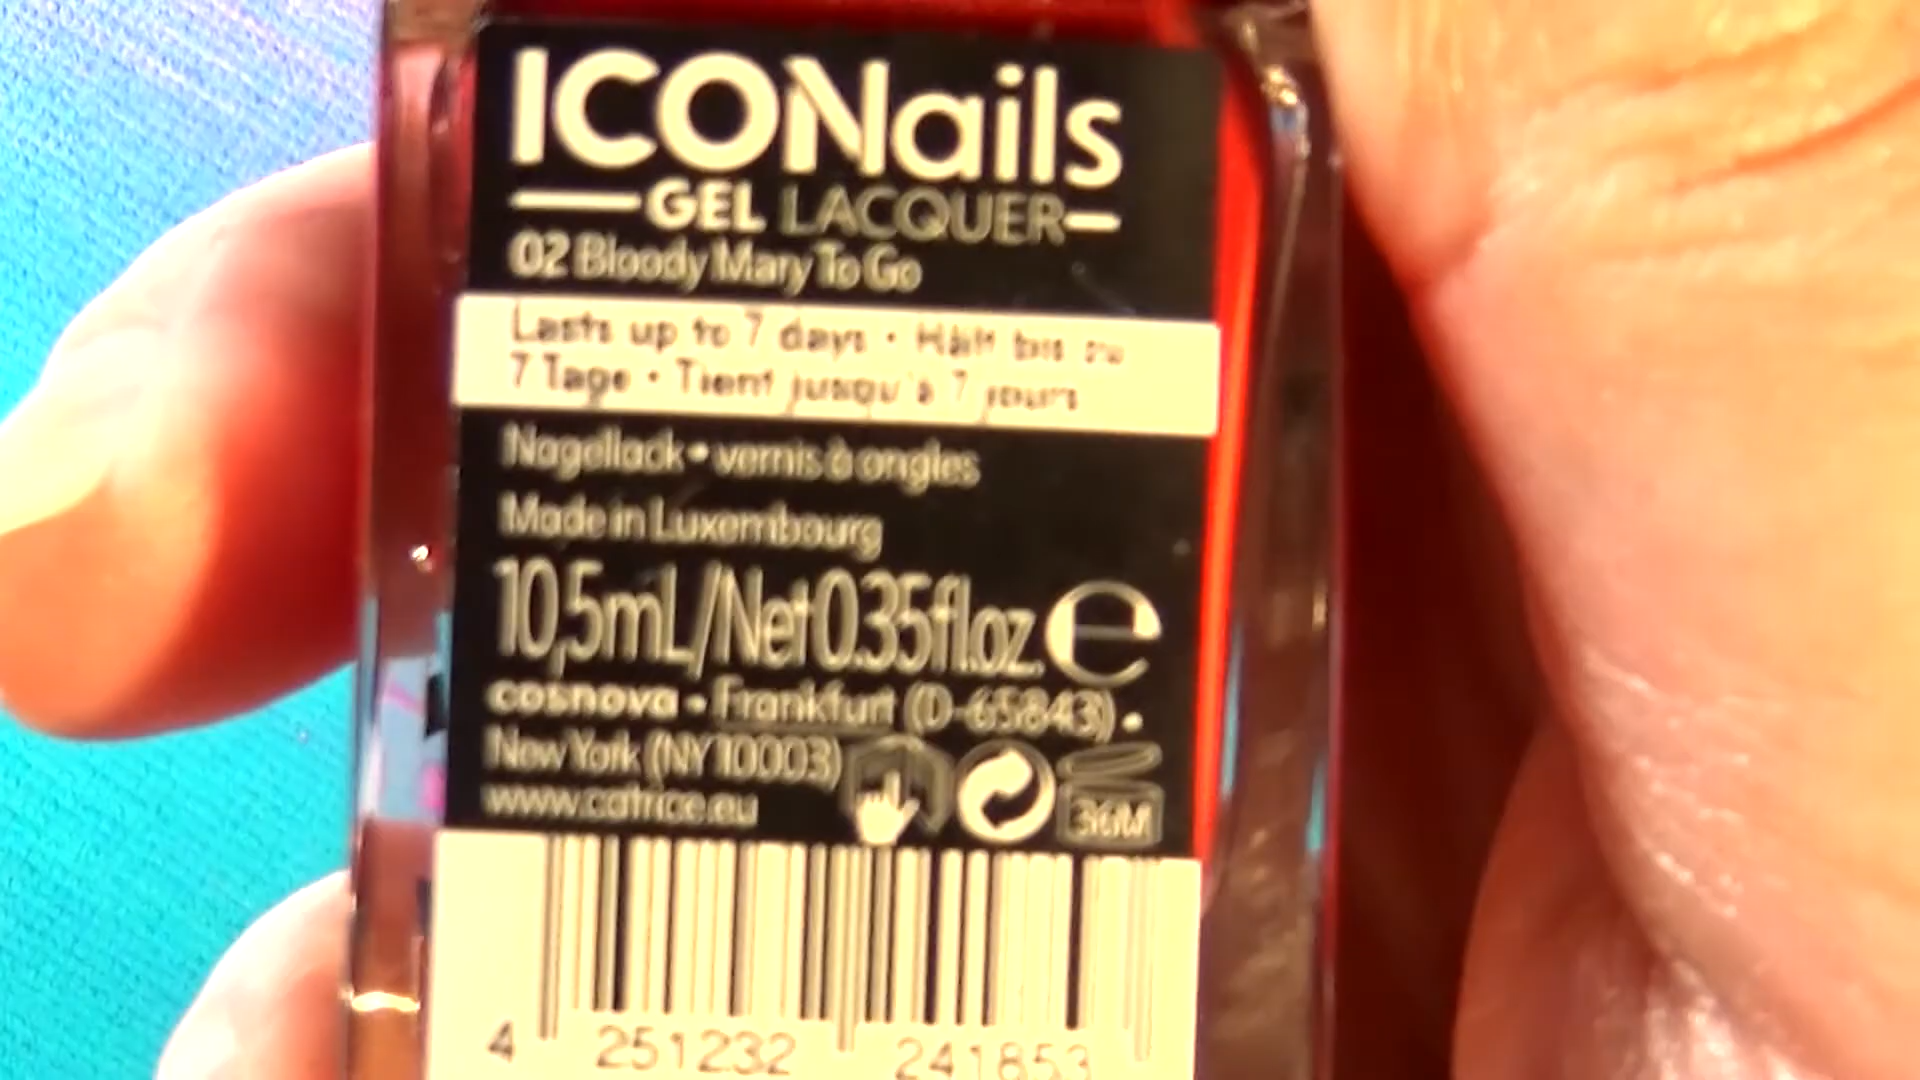 ICONails
GEL LACQUER
02 Bloody Mary To Go
Lasts up to 7 days • Hält bis zu
7 Tage • Tient jusqu'à 7 jours
Nagellack • vernis à ongles
Made in Luxembourg
10,5mL/Net 0.35fl.oz. e
cosnova • Frankfurt (D-65843) •
New York (NY 10003)
www.catrice.eu
36M
4 251232 241853